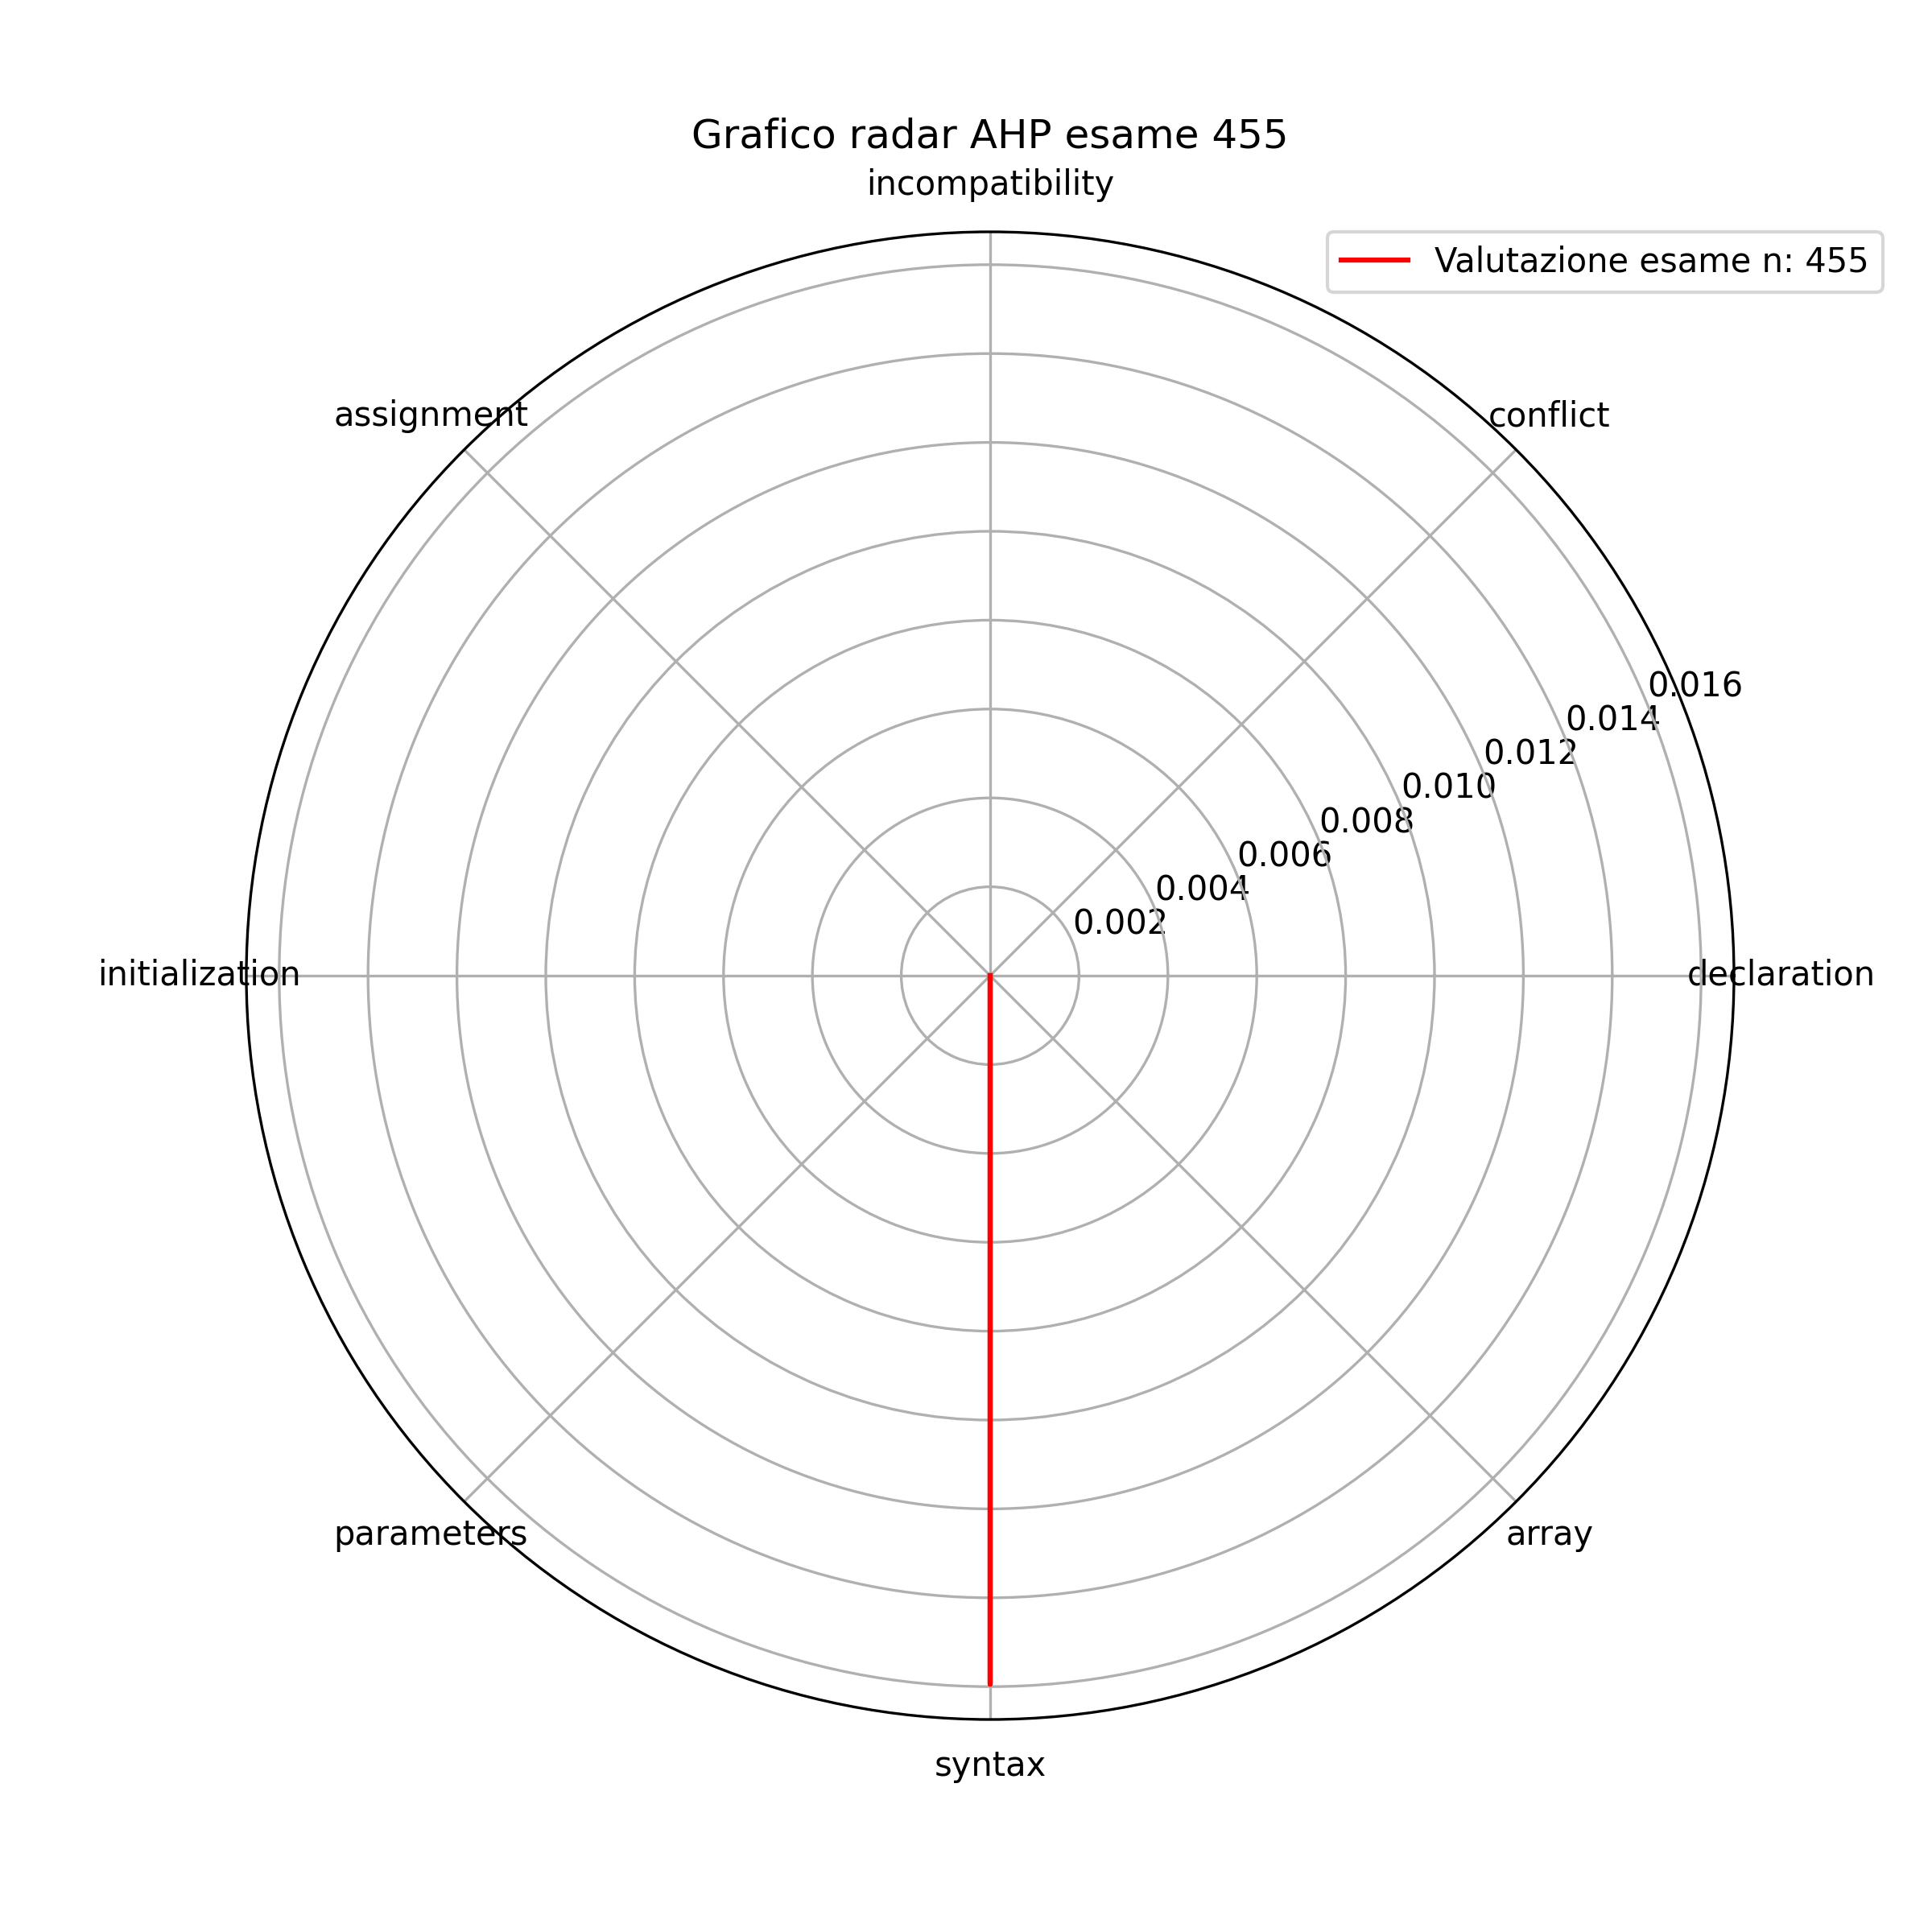 Grafico radar AHP esame 455
incompatibility
Valutazione esame n: 455
assignment
conflict
0.016
0.014
0.012
0.010
0.008
0.006
0.004
0.002
initialization
declaration
parameters
array
syntax